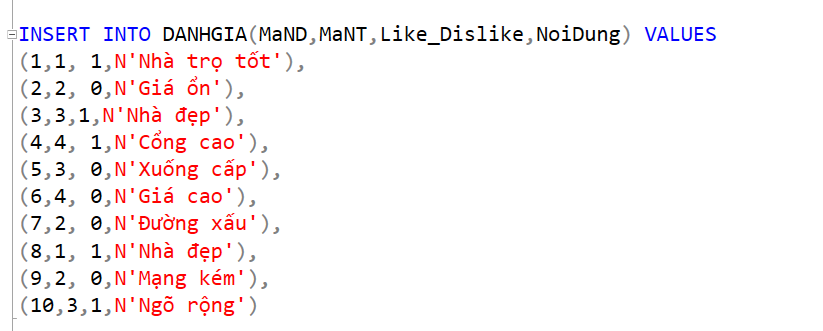 INSERT INTO DANHGIA(MaND,MaNT,Like_Dislike,NoiDung) VALUES
(1,1, 1,N'Nhà trọ tốt'),
(2,2, 0,N'Giá ổn'),
(3,3,1,N'Nhà đẹp'),
(4,4, 1,N'Cổng cao'),
(5,3, 0,N'Xuống cấp'),
(6,4, 0,N'Giá cao'),
(7,2, 0,N'Đường xấu'),
(8,1, 1,N'Nhà đẹp'),
(9,2, 0,N'Mạng kém'),
(10,3,1,N'Ngõ rộng')